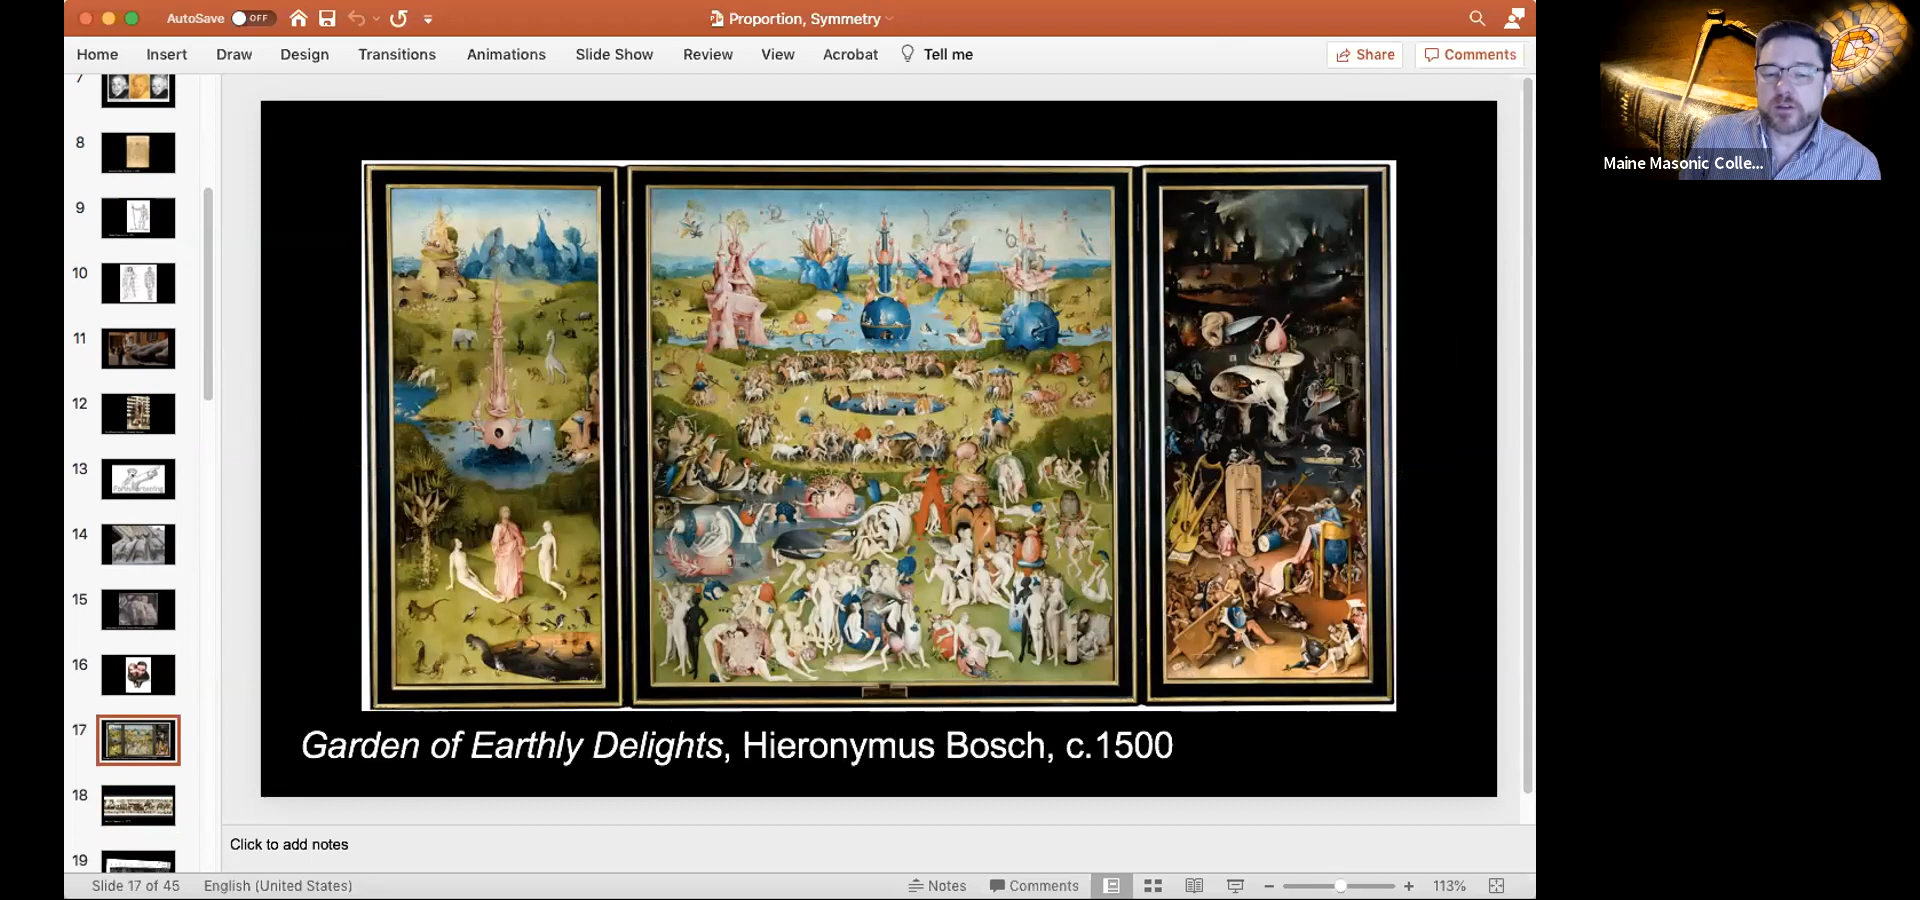 AutoSave OFF
Proportion, Symmetry
Home Insert Draw Design Transitions Animations Slide Show Review View Acrobat Tell me
Share Comments
7
8
9
10
11
12
13
14
15
16
17
18
19
Garden of Earthly Delights, Hieronymus Bosch, c.1500
Click to add notes
Slide 17 of 45 English (United States)
Notes Comments 113%
Maine Masonic Colle...